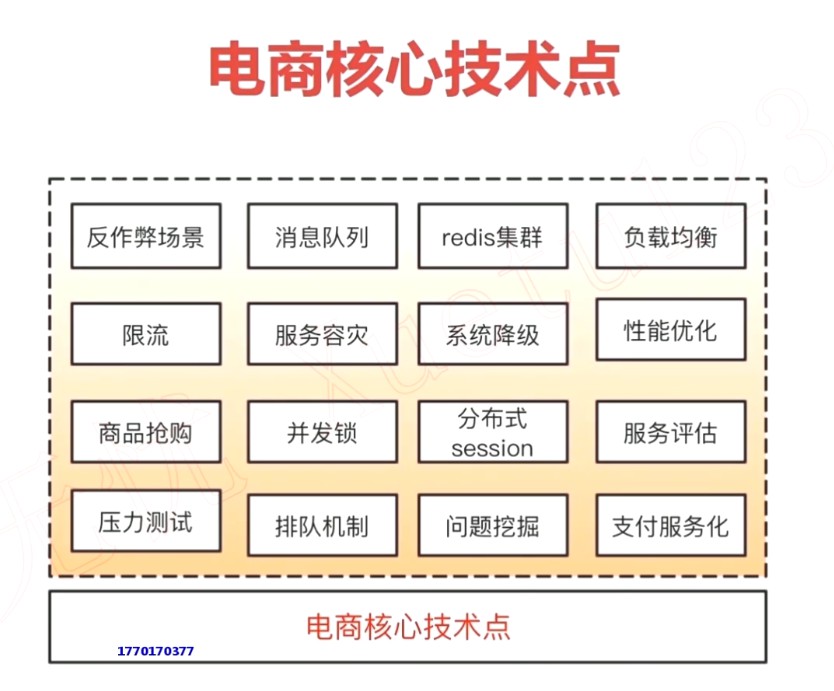 电商核心技术点
反作弊场景
消息队列
redis集群
负载均衡
限流
服务容灾
系统降级
性能优化
商品抢购
并发锁
分布式
session
服务评估
压力测试
排队机制
问题挖掘
支付服务化
电商核心技术点
1770170377